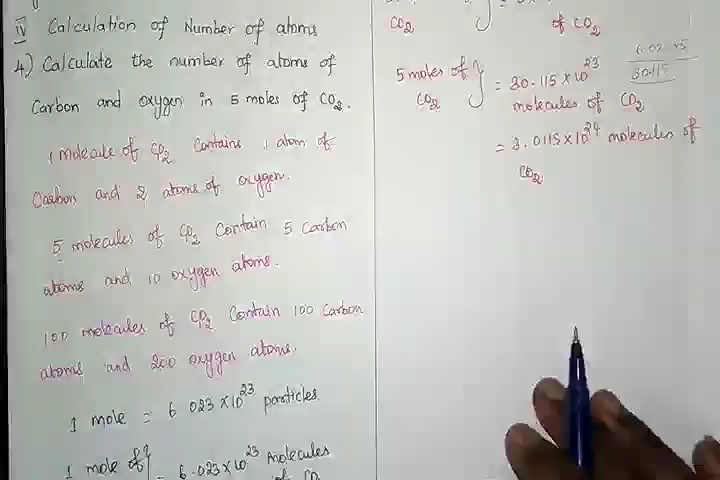 IV Calculation of Number of atoms
4.) Calculate the number of atoms of
Carbon and oxygen in 5 moles of CO2.
1 molecule of CO2 Contains 1 atom of
Carbon and 2 atoms of oxygen.
5 molecules of CO2 Contain 5 Carbon
atoms and 10 oxygen atoms.
100 molecules of CO2 Contain 100 Carbon
atoms and 200 oxygen atoms.
1 mole = 6.023 × 10^23 particles.
1 mole of } = 6.023 × 10^23 molecules
of CO2
CO2 } of CO2
5 moles of CO2 } = 30.115 × 10^23
molecules of CO2
30.115
= 3.0115 × 10^24 molecules of
CO2